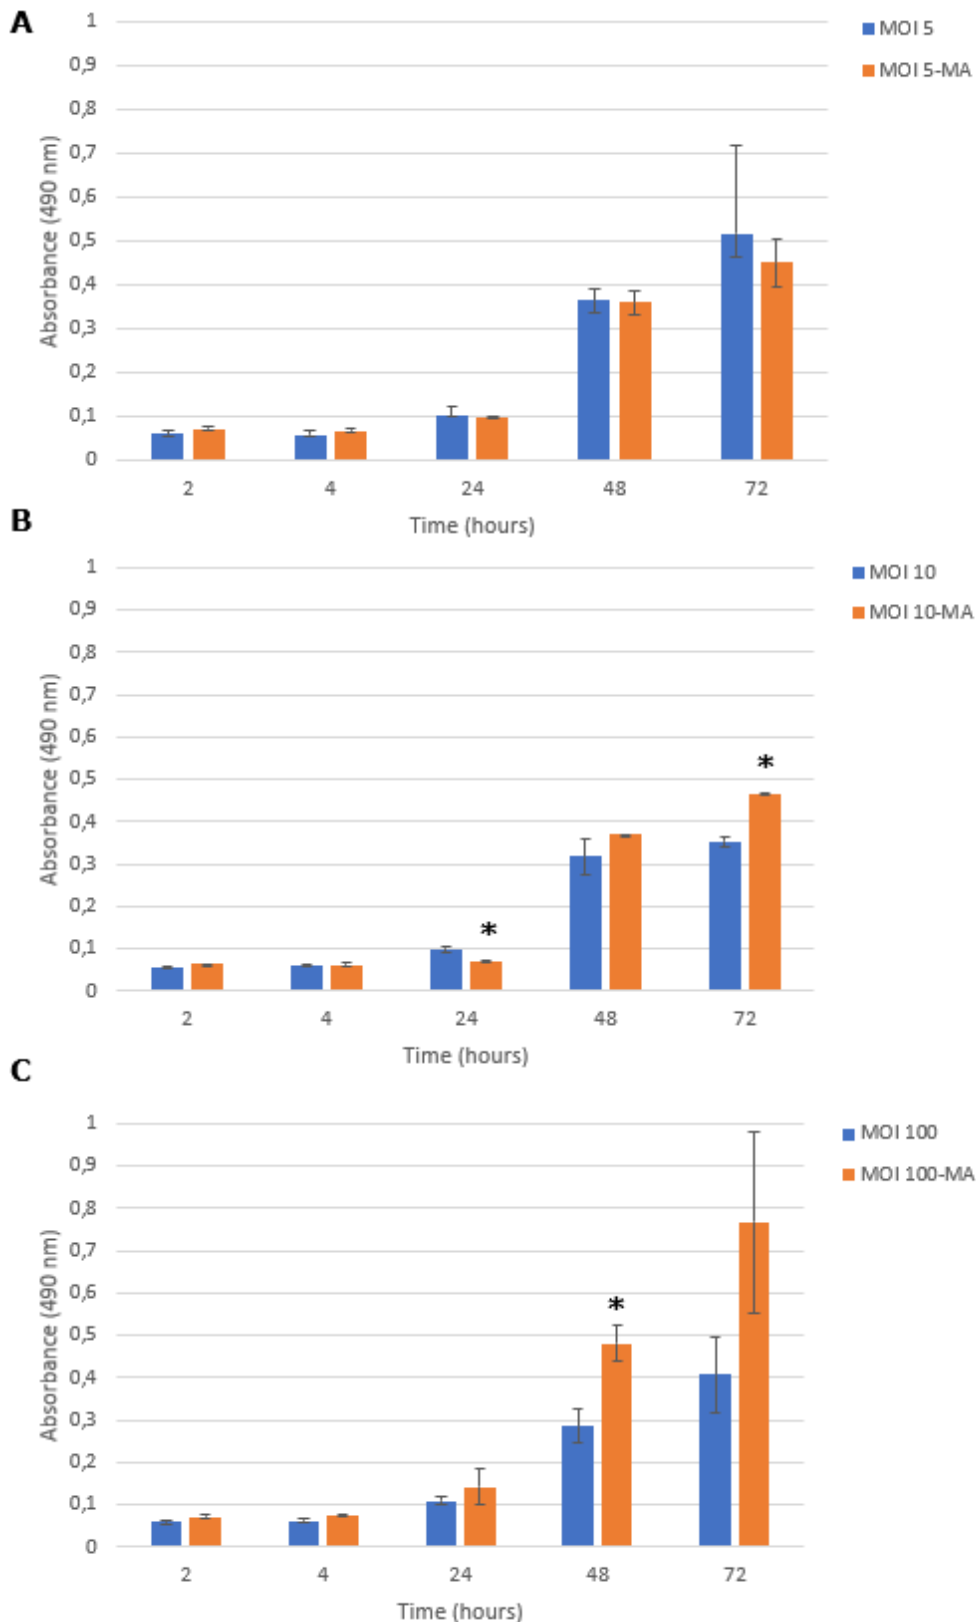 A
1
0,9
0,8
0,7
0,6
0,5
0,4
0,3
0,2
0,1
0
Absorbance (490 nm)
2 4 24 48 72
Time (hours)
MOI 5
MOI 5-MA
B
1
0,9
0,8
0,7
0,6
0,5
0,4
0,3
0,2
0,1
0
Absorbance (490 nm)
*
*
2 4 24 48 72
Time (hours)
MOI 10
MOI 10-MA
C
1
0,9
0,8
0,7
0,6
0,5
0,4
0,3
0,2
0,1
0
Absorbance (490 nm)
*
2 4 24 48 72
Time (hours)
MOI 100
MOI 100-MA